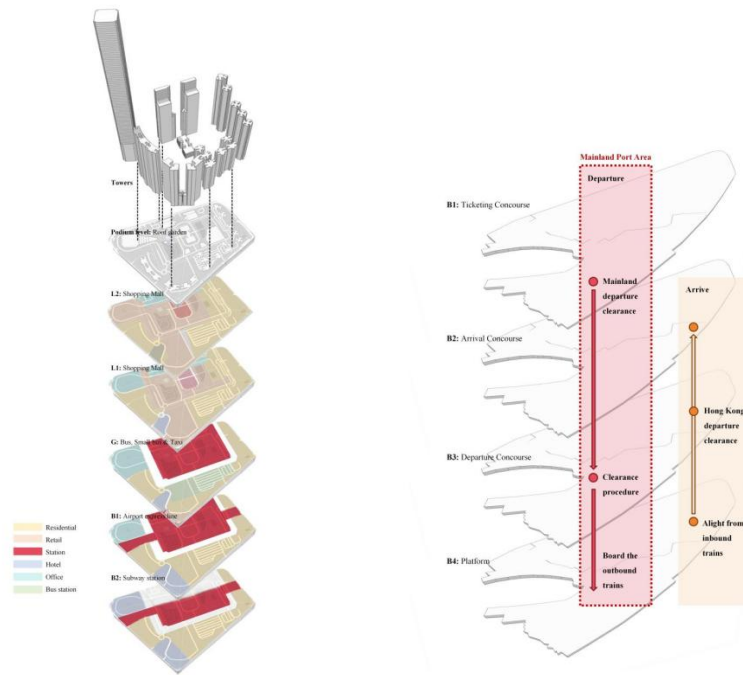 Towers
Podium level: Roof garden
L2: Shopping Mall
L1: Shopping Mall
G: Bus, Small bus, Taxi
B1: Airport express line
B2: Subway station
Residential
Retail
Station
Hotel
Office
Bus station
Mainland Port Area
Departure
B1: Ticketing Concourse
Mainland
departure
clearance
Arrive
B2: Arrival Concourse
Hong Kong
departure
clearance
B3: Departure Concourse
Clearance
procedure
Alight from
inbound
trains
B4: Platform
Board the
outbound
trains